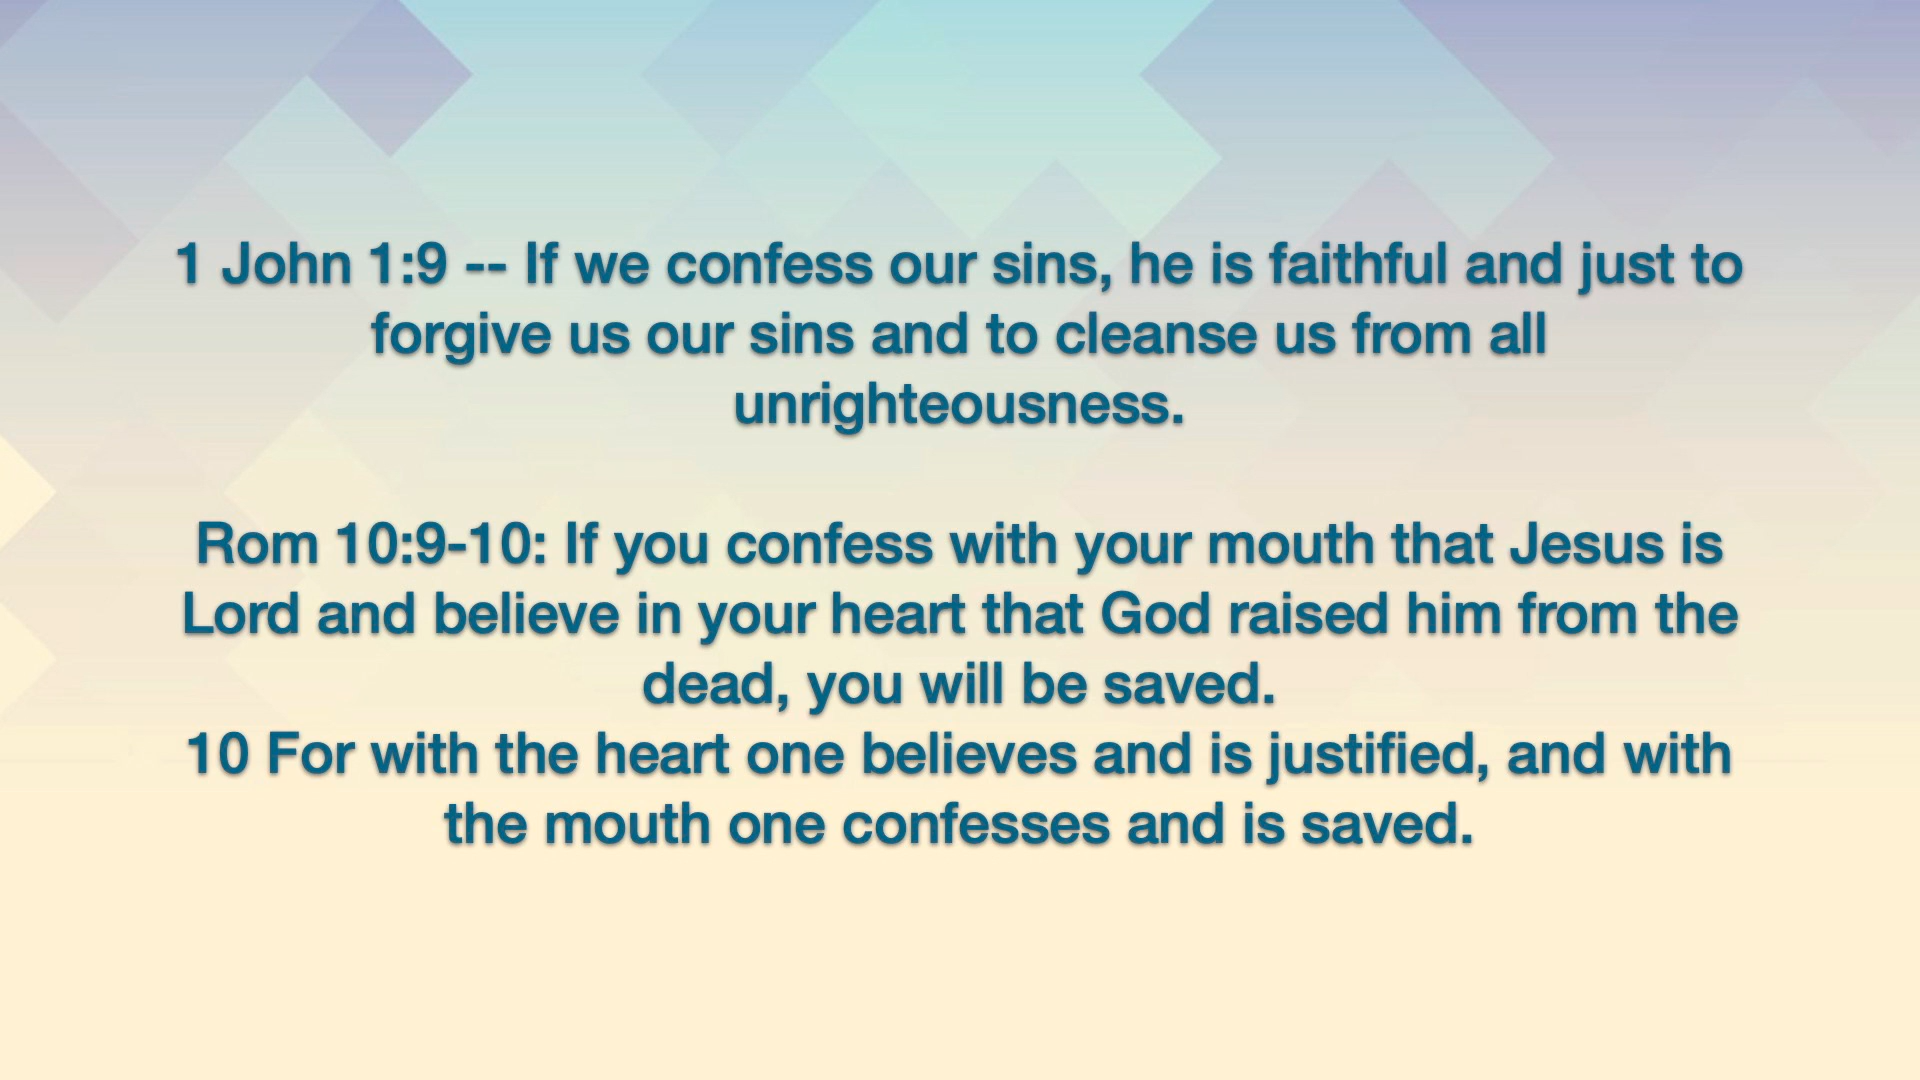 1 John 1:9 -- If we confess our sins, he is faithful and just to
forgive us our sins and to cleanse us from all
unrighteousness.
Rom 10:9-10: If you confess with your mouth that Jesus is
Lord and believe in your heart that God raised him from the
dead, you will be saved.
10 For with the heart one believes and is justified, and with
the mouth one confesses and is saved.